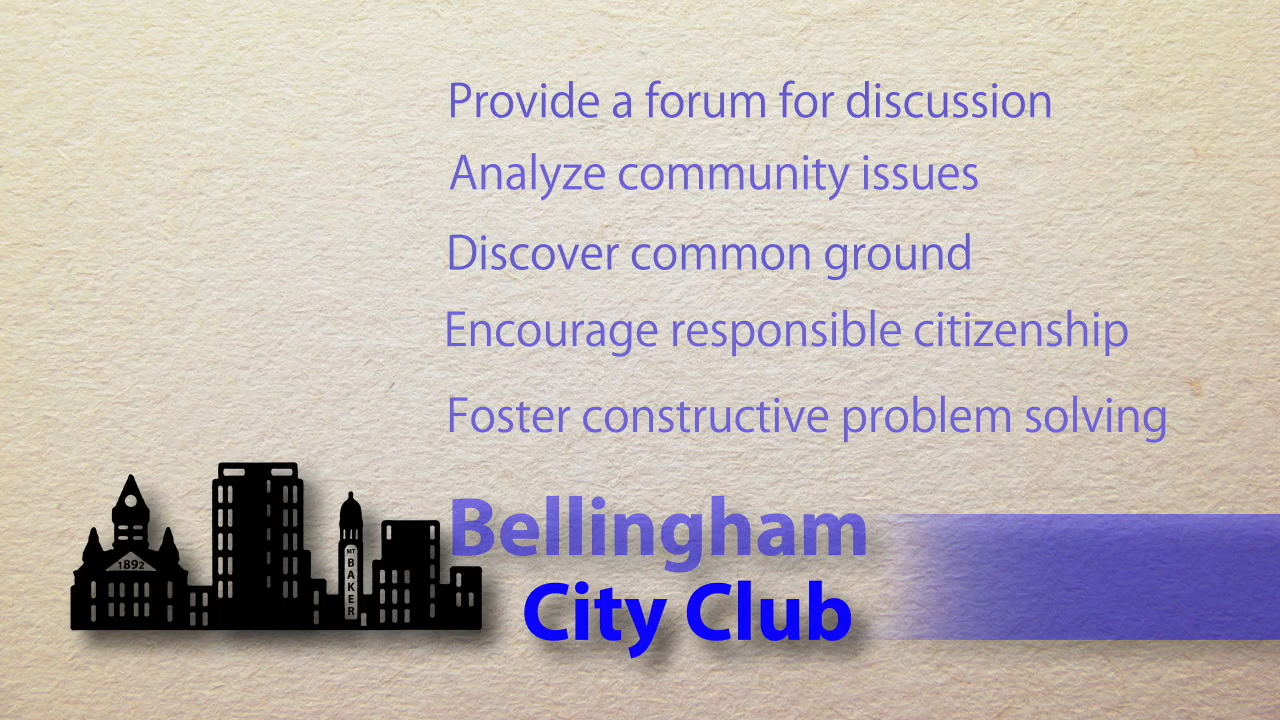 Provide a forum for discussion
Analyze community issues
Discover common ground
Encourage responsible citizenship
Foster constructive problem solving
1892
MT
BAKER
Bellingham
City Club